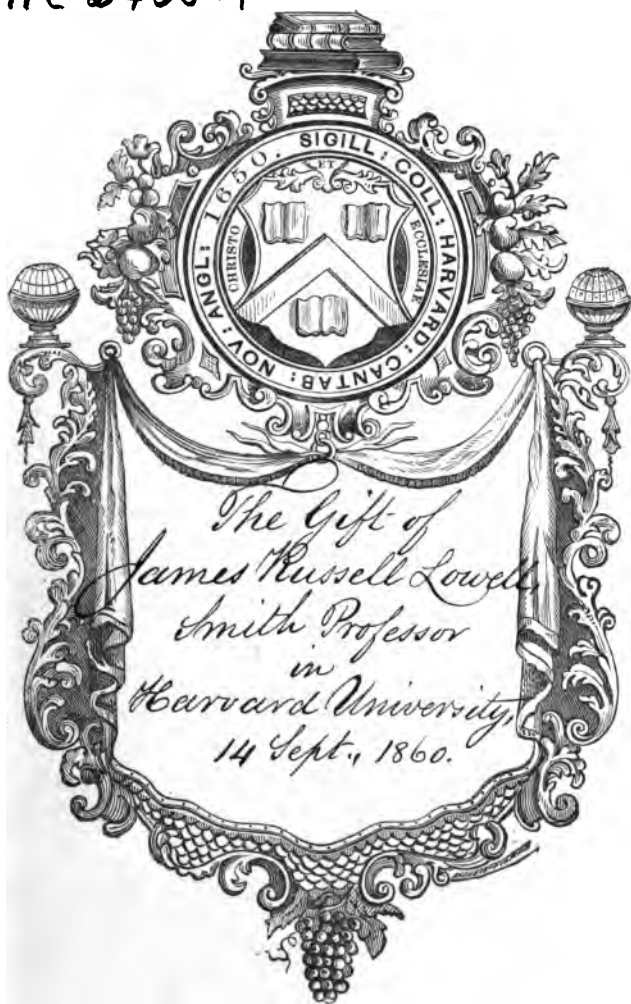 SIGILL: COLL: HARVARD: CANTAB: NOV: ANGL: 1650.
CHRISTO ET ECCLESIAE
The Gift of
James Russell Lowell,
Smith Professor
in
Harvard University,
14 Sept., 1860.